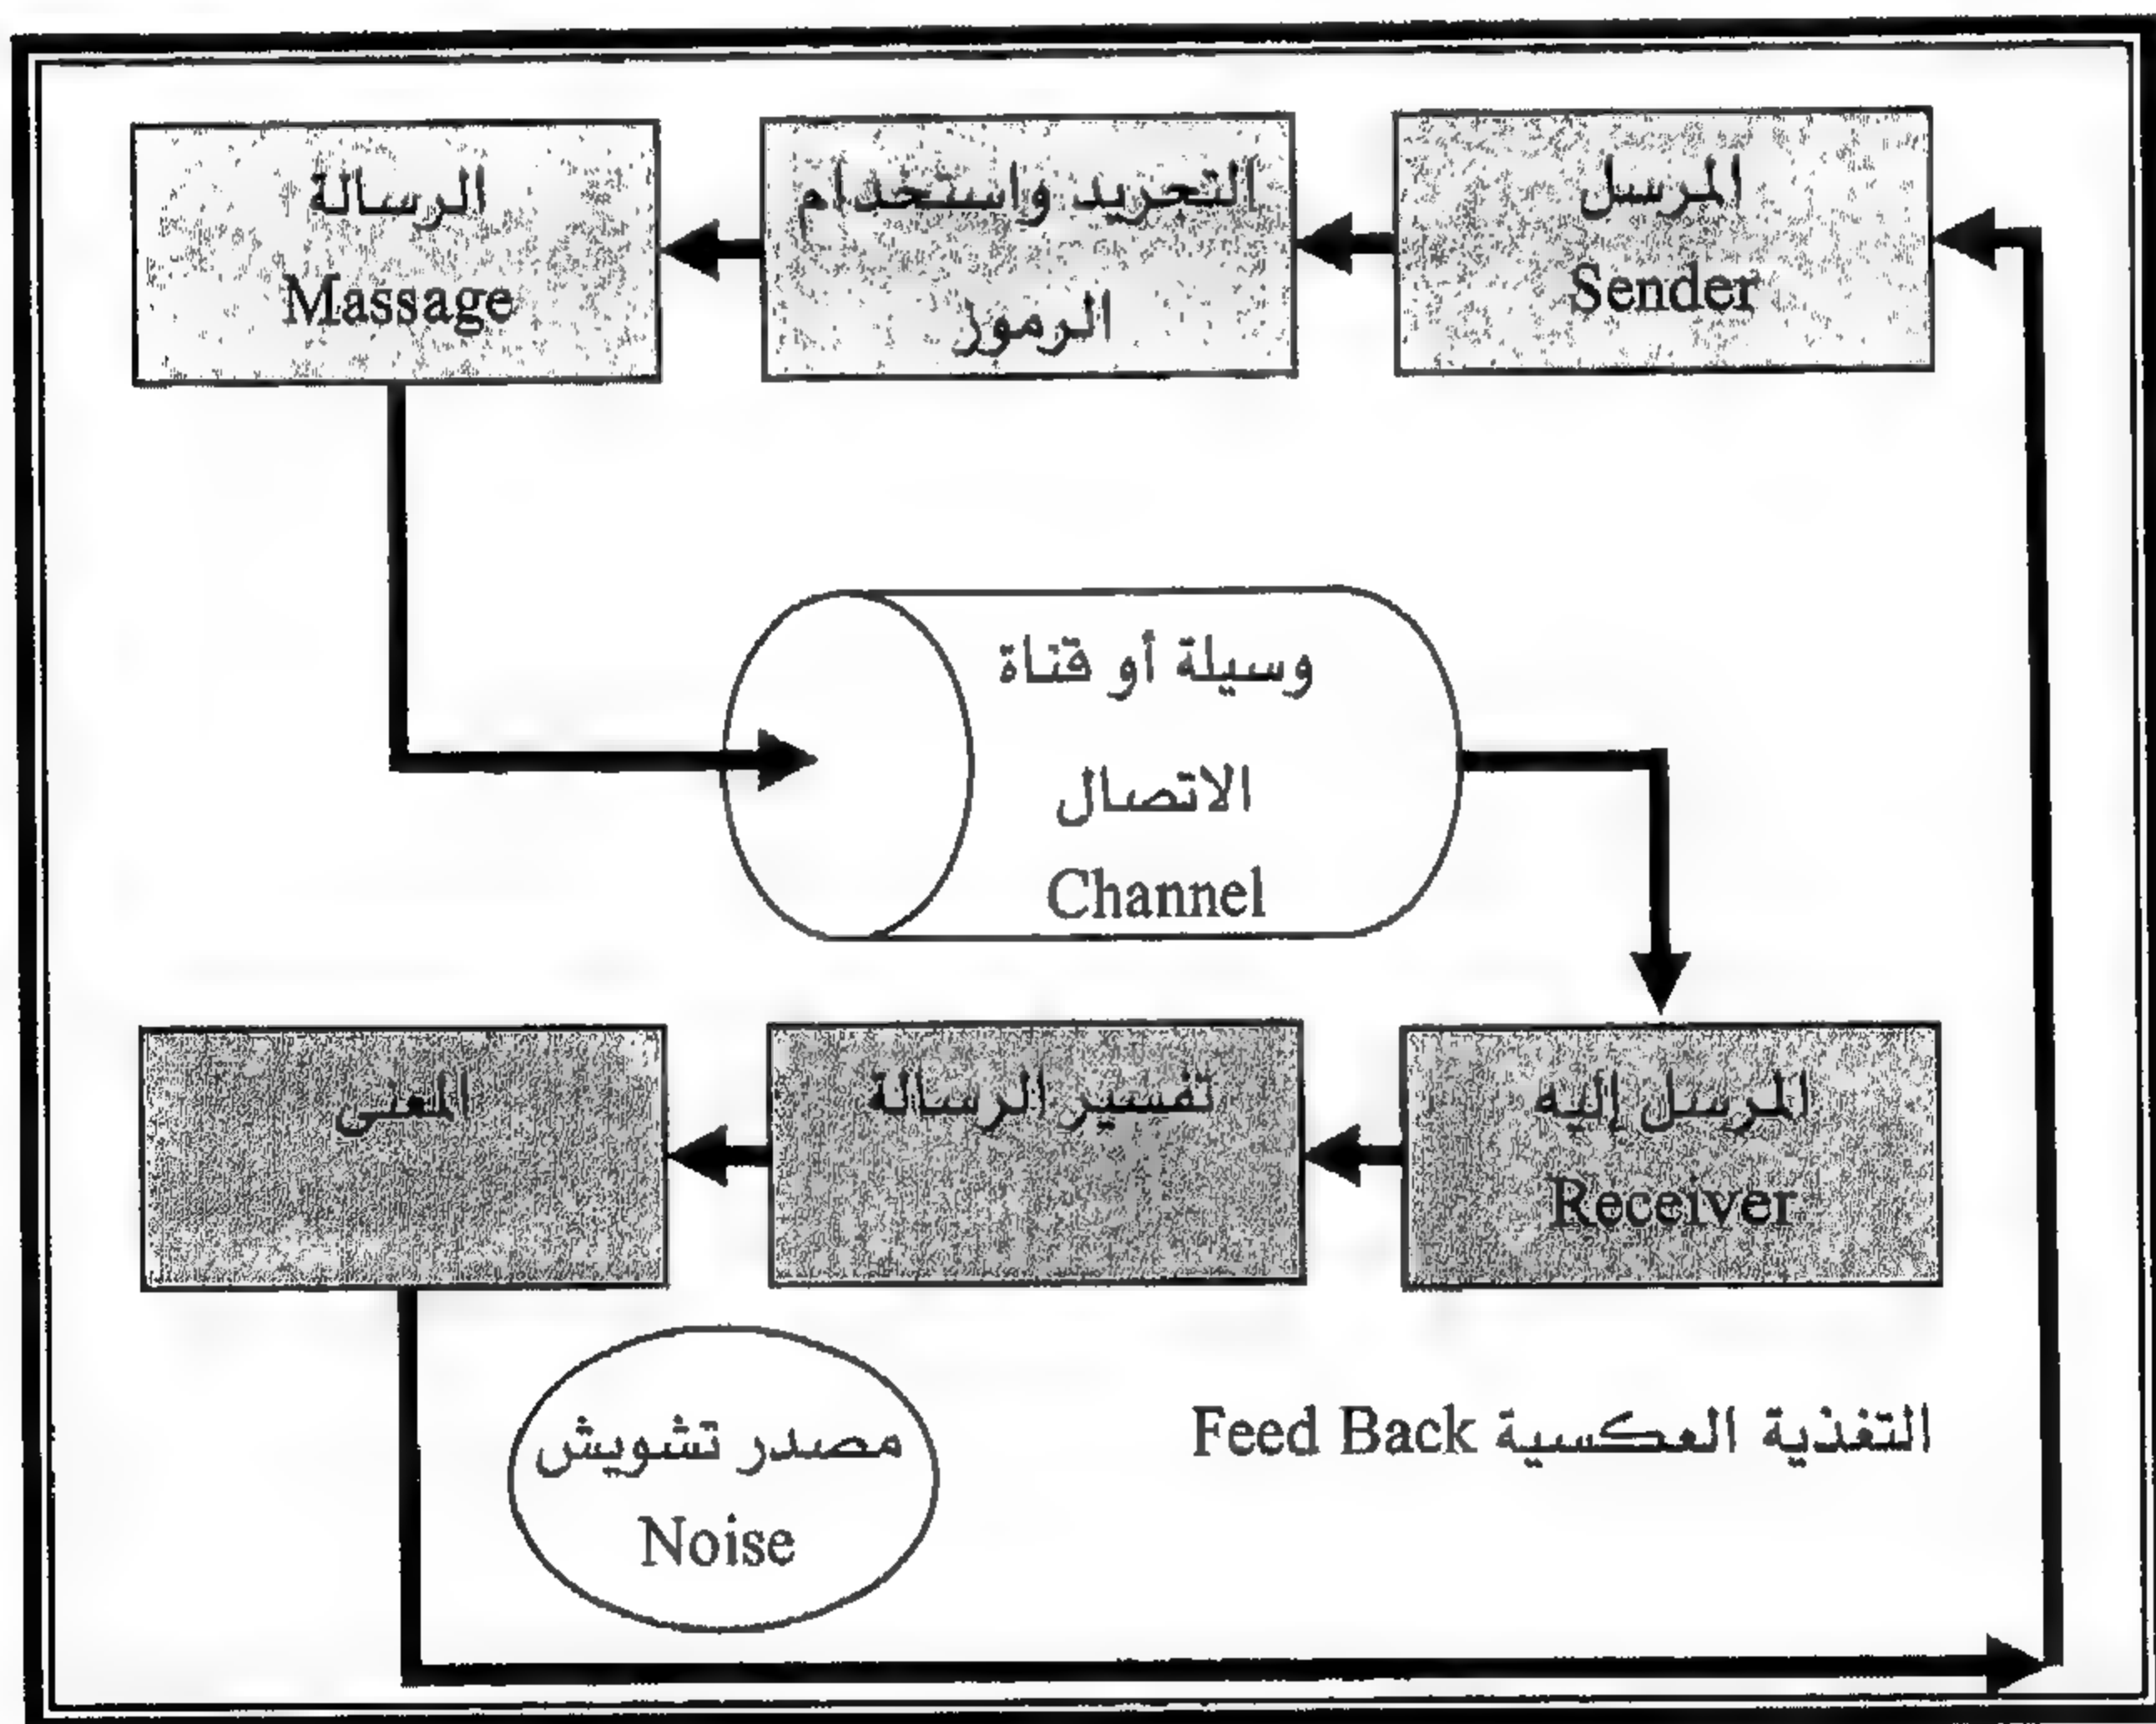 المرسل
Sender
التجريد واستخدام
الرموز
الرسالة
Massage
وسيلة أو قناة
الاتصال
Channel
المرسل إليه
Receiver
تفسير الرسالة
المعنى
التغذية العكسية Feed Back
مصدر تشويش
Noise